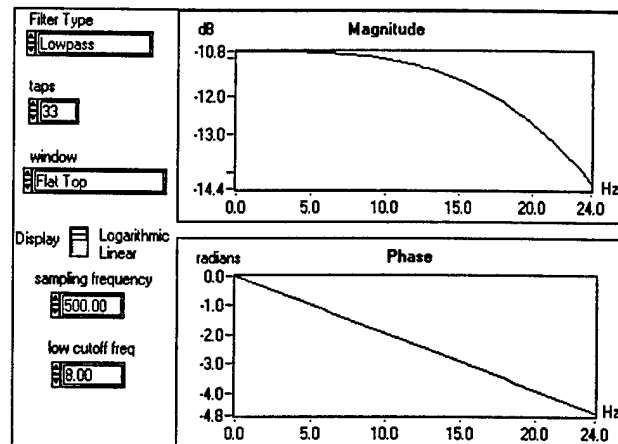 Filter Type
Lowpass
taps
33
window
Flat Top
Display
Logarithmic
Linear
sampling frequency
500.00
low cutoff freq
8.00
dB
Magnitude
-10.8
-12.0
-13.0
-14.4
0.0 5.0 10.0 15.0 20.0 24.0
Hz
radians
Phase
0.0
-1.0
-2.0
-3.0
-4.0
-4.8
0.0 5.0 10.0 15.0 20.0 24.0
Hz